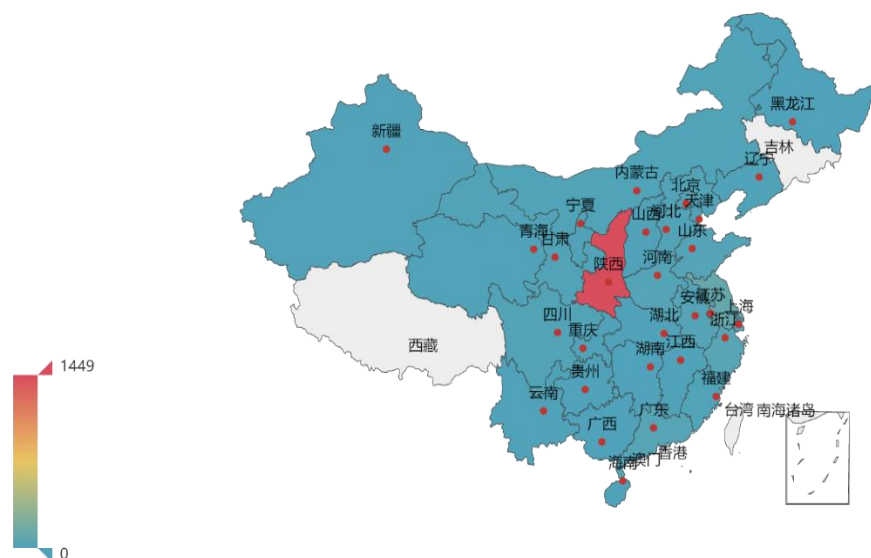 黑龙江
新疆
吉林
辽宁
内蒙古
北京
天津
宁夏
山西
河北
青海
甘肃
山东
陕西
河南
安徽
江苏
上海
四川
重庆
湖北
浙江
西藏
湖南
江西
1449
贵州
福建
云南
台湾
南海诸岛
广西
广东
海南
澳门
香港
0